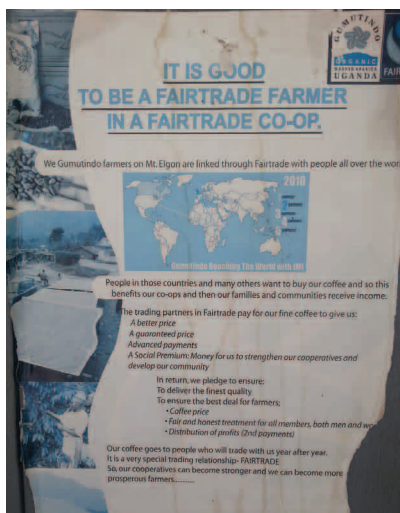 GUMUTINDO
ORGANIC
UGANDA
FAIR
IT IS GOOD
TO BE A FAIRTRADE FARMER
IN A FAIRTRADE CO-OP.
We Gumutindo farmers on Mt. Elgon are linked through Fairtrade with people all over the wor
2010
Gumutindo Reaching The World with
People in those countries and many others want to buy our coffee and so this
benefits our co-ops and then our families and communities receive income.
The trading partners in Fairtrade pay for our fine coffee to give us:
A better price
A guaranteed price
Advanced payments
A Social Premium: Money for us to strengthen our cooperatives and
develop our community
In return, we pledge to ensure:
To deliver the finest quality
To ensure the best deal for farmers;
• Coffee price
• Fair and honest treatment for all members, both men and wo
• Distribution of profits (2nd payments)
Our coffee goes to people who will trade with us year after year.
It is a very special trading relationship- FAIRTRADE
So, our cooperatives can become stronger and we can become more
prosperous farmers..........